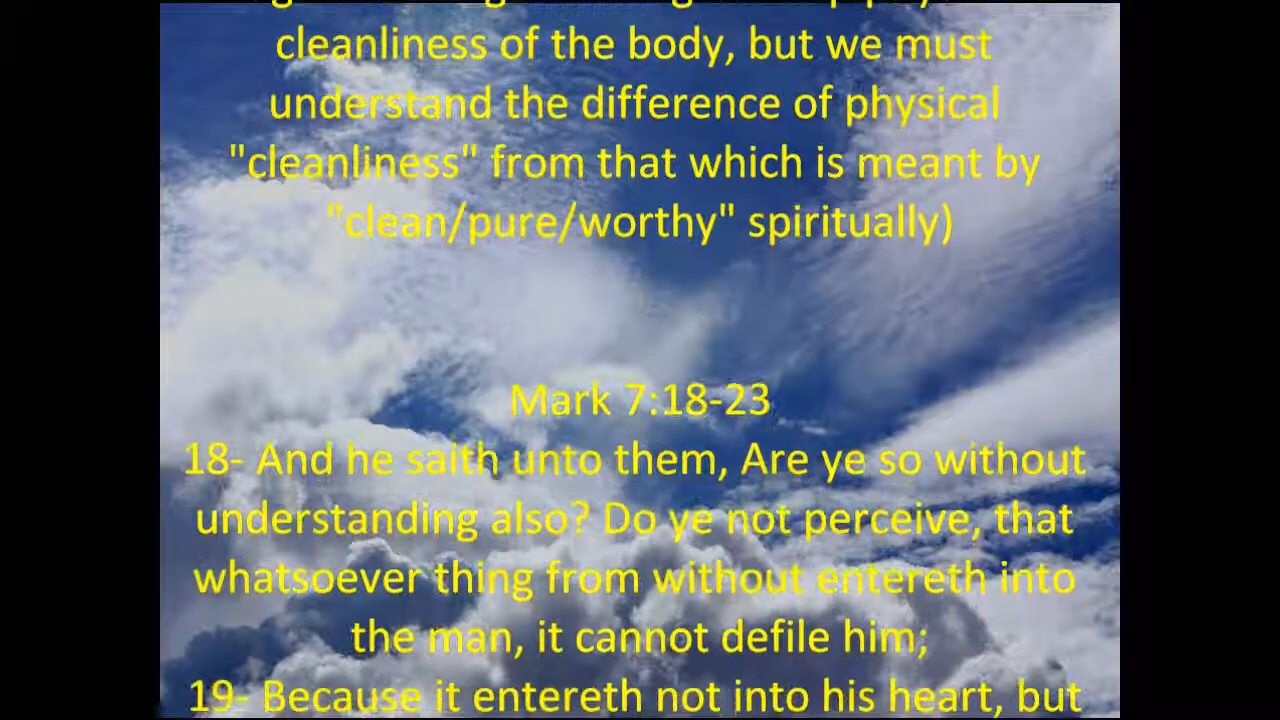 cleanliness of the body, but we must
understand the difference of physical
"cleanliness" from that which is meant by
"clean/pure/worthy" spiritually)
Mark 7:18-23
18- And he saith unto them, Are ye so without
understanding also? Do ye not perceive, that
whatsoever thing from without entereth into
the man, it cannot defile him;
19- Because it entereth not into his heart, but